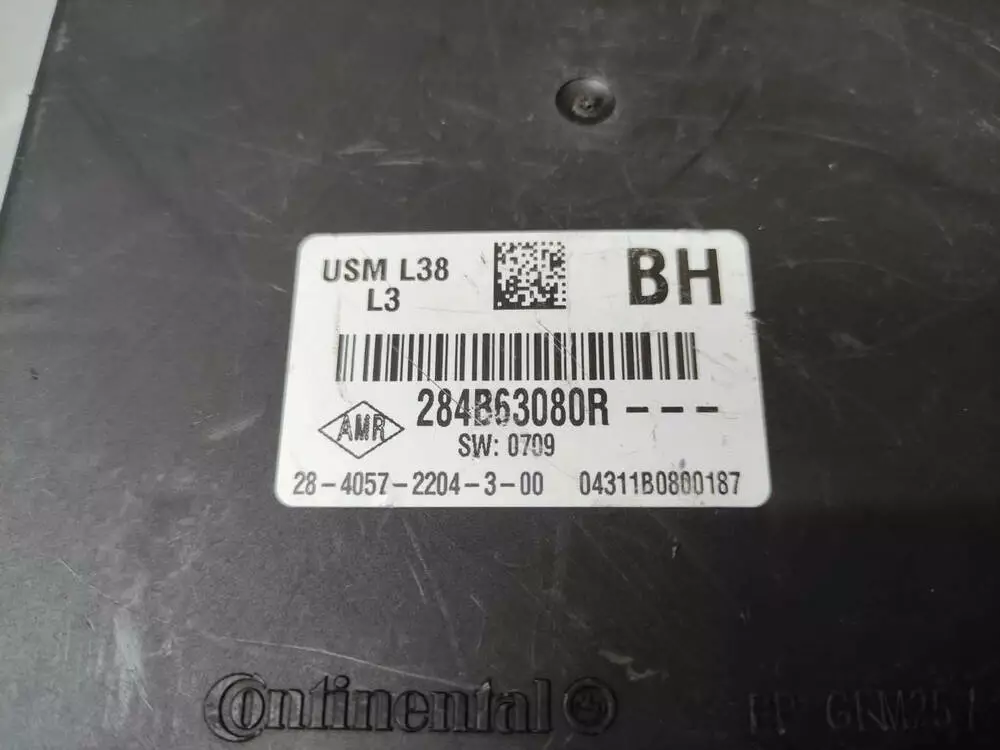 USM L38
L3
BH
284B63080R ---
AMR
SW: 0709
28-4057-2204-3-00 04311B0800187
Continental